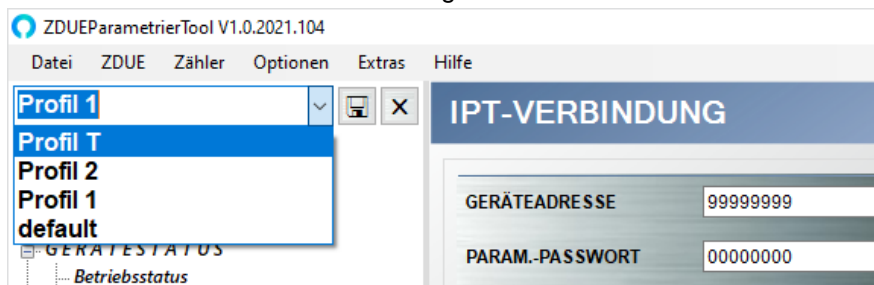 ZDUEParametrierTool V1.0.2021.104
Datei ZDUE Zähler Optionen Extras Hilfe
Profil 1
Profil T
Profil 2
Profil 1
default
GERÄTESTATUS
Betriebsstatus
IPT-VERBINDUNG
GERÄTEADRESSE 99999999
PARAM.-PASSWORT 00000000